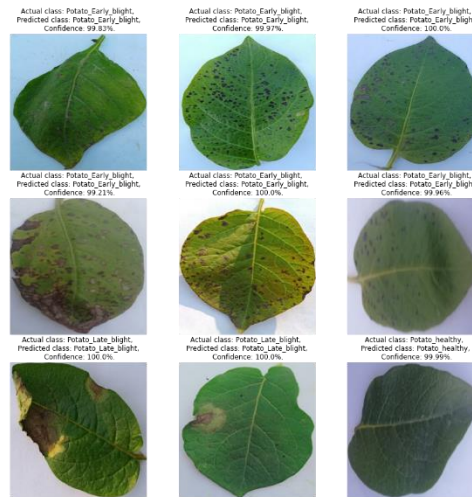 Actual class: Potato_Early_blight,
Predicted class: Potato_Early_blight,
Confidence: 99.83%.
Actual class: Potato_Early_blight,
Predicted class: Potato_Early_blight,
Confidence: 99.97%.
Actual class: Potato_Early_blight,
Predicted class: Potato_Early_blight
Confidence: 100.0%.
Actual class: Potato_Early_blight,
Predicted class: Potato_Early_blight,
Confidence: 99.21%.
Actual class: Potato_Early_blight,
Predicted class: Potato_Early_blight,
Confidence: 100.0%.
Actual class: Potato_Early_blight,
Predicted class: Potato_Early_blight
Confidence: 99.96%.
Actual class: Potato_Late_blight,
Predicted class: Potato_Late_blight,
Confidence: 100.0%.
Actual class: Potato_Late_blight,
Predicted class: Potato_Late_blight,
Confidence: 100.0%.
Actual class: Potato_healthy,
Predicted class: Potato_healthy,
Confidence: 99.99%.